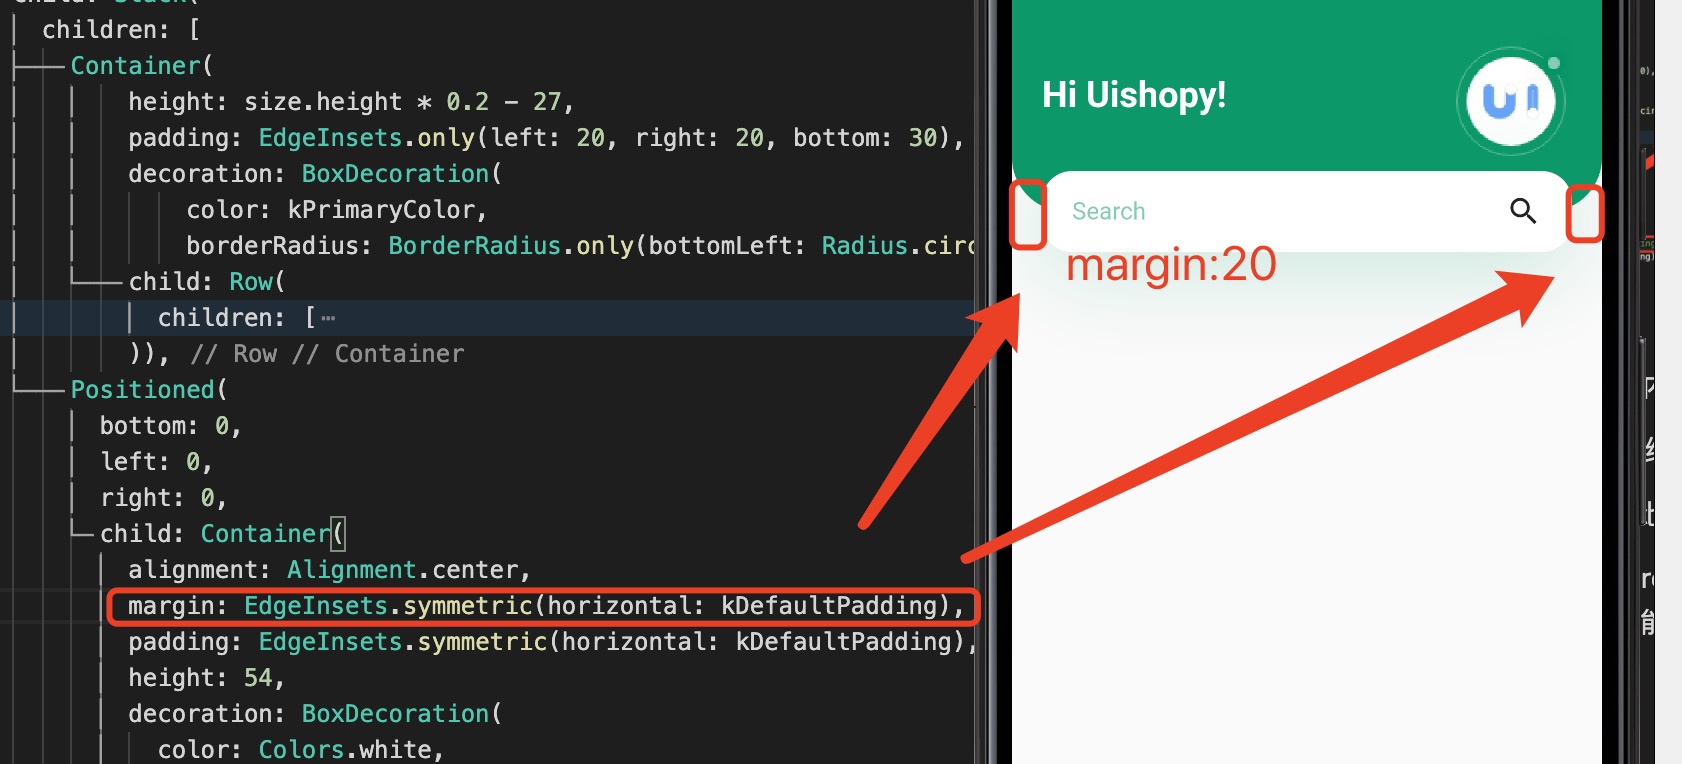 children: [
Container(
height: size.height * 0.2 - 27,
padding: EdgeInsets.only(left: 20, right: 20, bottom: 30),
decoration: BoxDecoration(
color: kPrimaryColor,
borderRadius: BorderRadius.only(bottomLeft: Radius.circ
child: Row(
children: [⋯
)), // Row // Container
Positioned(
bottom: 0,
left: 0,
right: 0,
child: Container(
alignment: Alignment.center,
margin: EdgeInsets.symmetric(horizontal: kDefaultPadding),
padding: EdgeInsets.symmetric(horizontal: kDefaultPadding),
height: 54,
decoration: BoxDecoration(
color: Colors.white,
Hi Uishopy!
UI
Search
margin:20